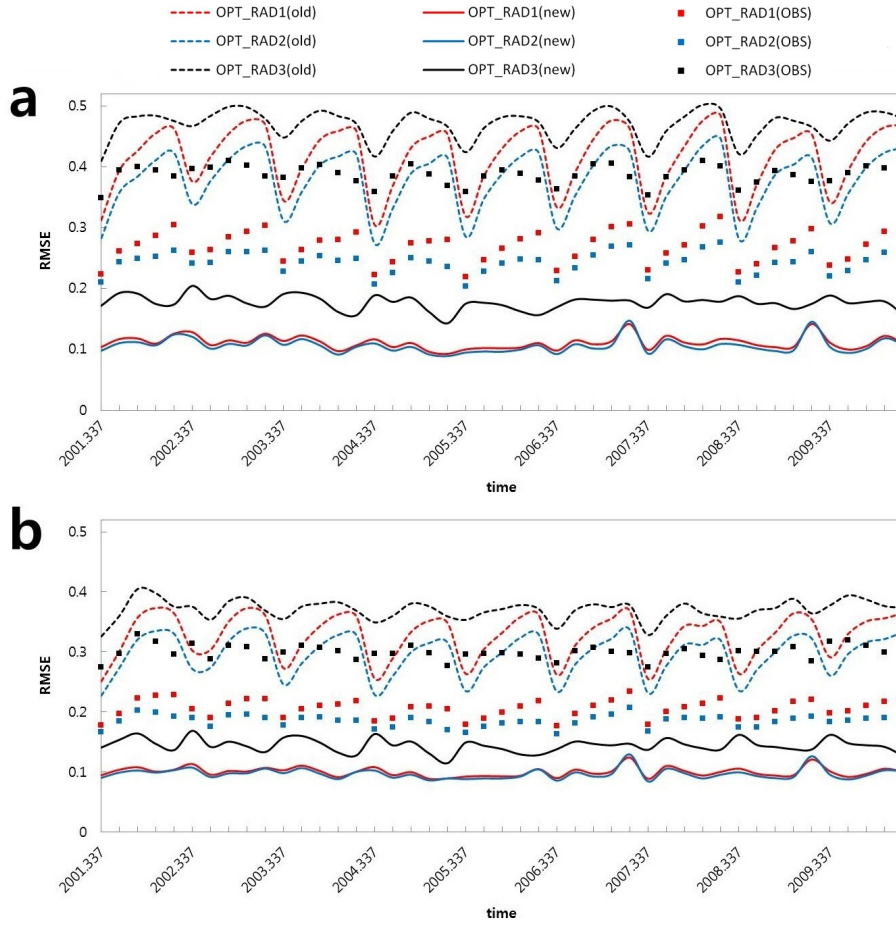 OPT_RAD1(old) OPT_RAD1(new) OPT_RAD1(OBS)
OPT_RAD2(old) OPT_RAD2(new) OPT_RAD2(OBS)
OPT_RAD3(old) OPT_RAD3(new) OPT_RAD3(OBS)
a
0.5
0.4
0.3
0.2
0.1
0
RMSE
2001.337 2002.337 2003.337 2004.337 2005.337 2006.337 2007.337 2008.337 2009.337
time
b
0.5
0.4
0.3
0.2
0.1
0
RMSE
2001.337 2002.337 2003.337 2004.337 2005.337 2006.337 2007.337 2008.337 2009.337
time